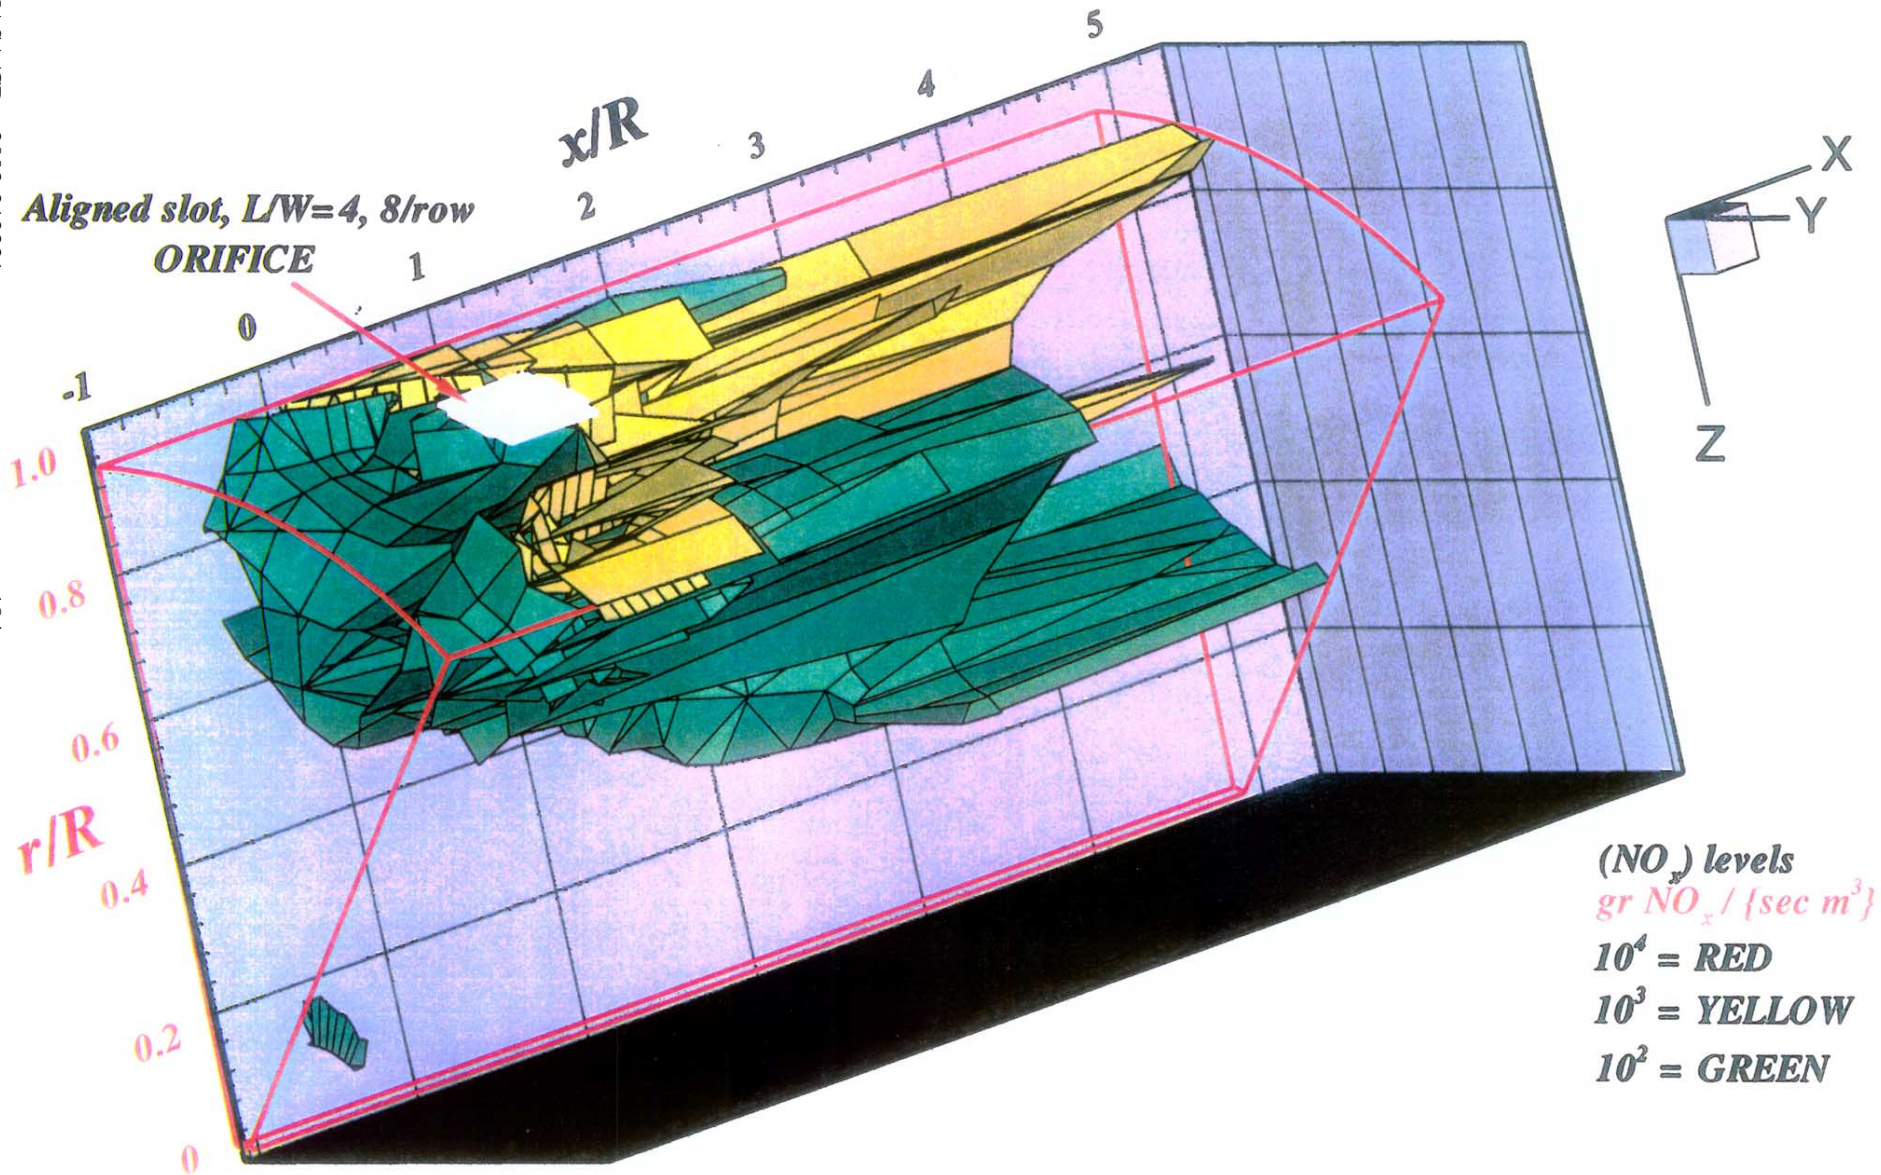 5
4
x/R
3
2
Aligned slot, L/W=4, 8/row
ORIFICE
1
0
-1
X
Y
Z
1.0
0.8
0.6
r/R
0.4
0.2
0
(NOₓ) levels
gr NOₓ / {sec m³}
10⁴ = RED
10³ = YELLOW
10² = GREEN